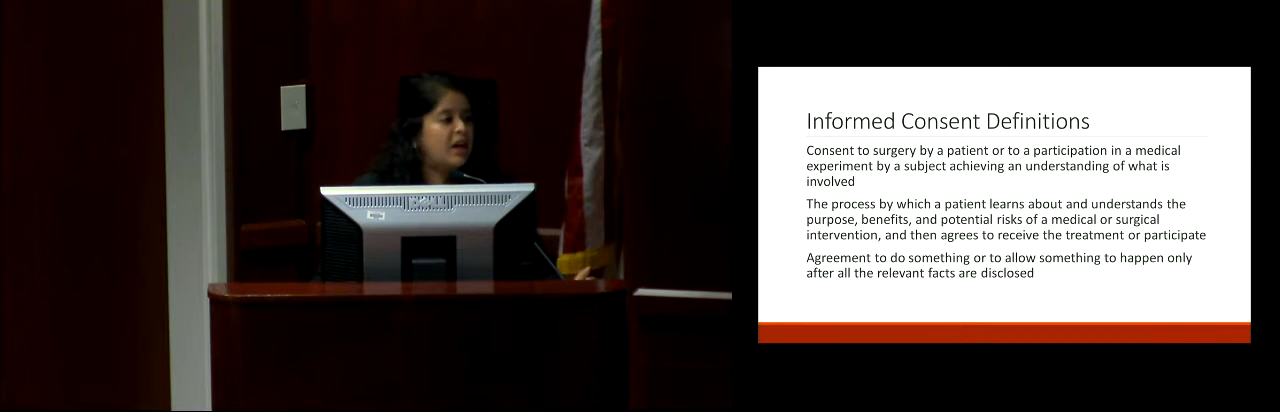 Informed Consent Definitions
Consent to surgery by a patient or to a participation in a medical
experiment by a subject achieving an understanding of what is
involved
The process by which a patient learns about and understands the
purpose, benefits, and potential risks of a medical or surgical
intervention, and then agrees to receive the treatment or participate
Agreement to do something or to allow something to happen only
after all the relevant facts are disclosed